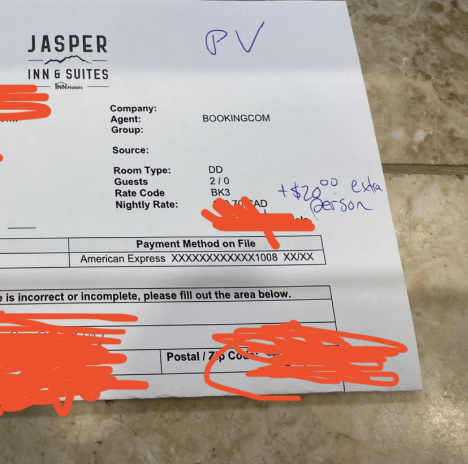 PV
JASPER
INN & SUITES
INNHotels
Company:
Agent: BOOKINGCOM
Group:
Source:
Room Type: DD
Guests 2 / 0
Rate Code BK3
Nightly Rate: CAD
+$20⁰⁰ extra
person
Payment Method on File
American Express XXXXXXXXXXXX1008 XX/XX
e is incorrect or incomplete, please fill out the area below.
Postal / Zip Code: